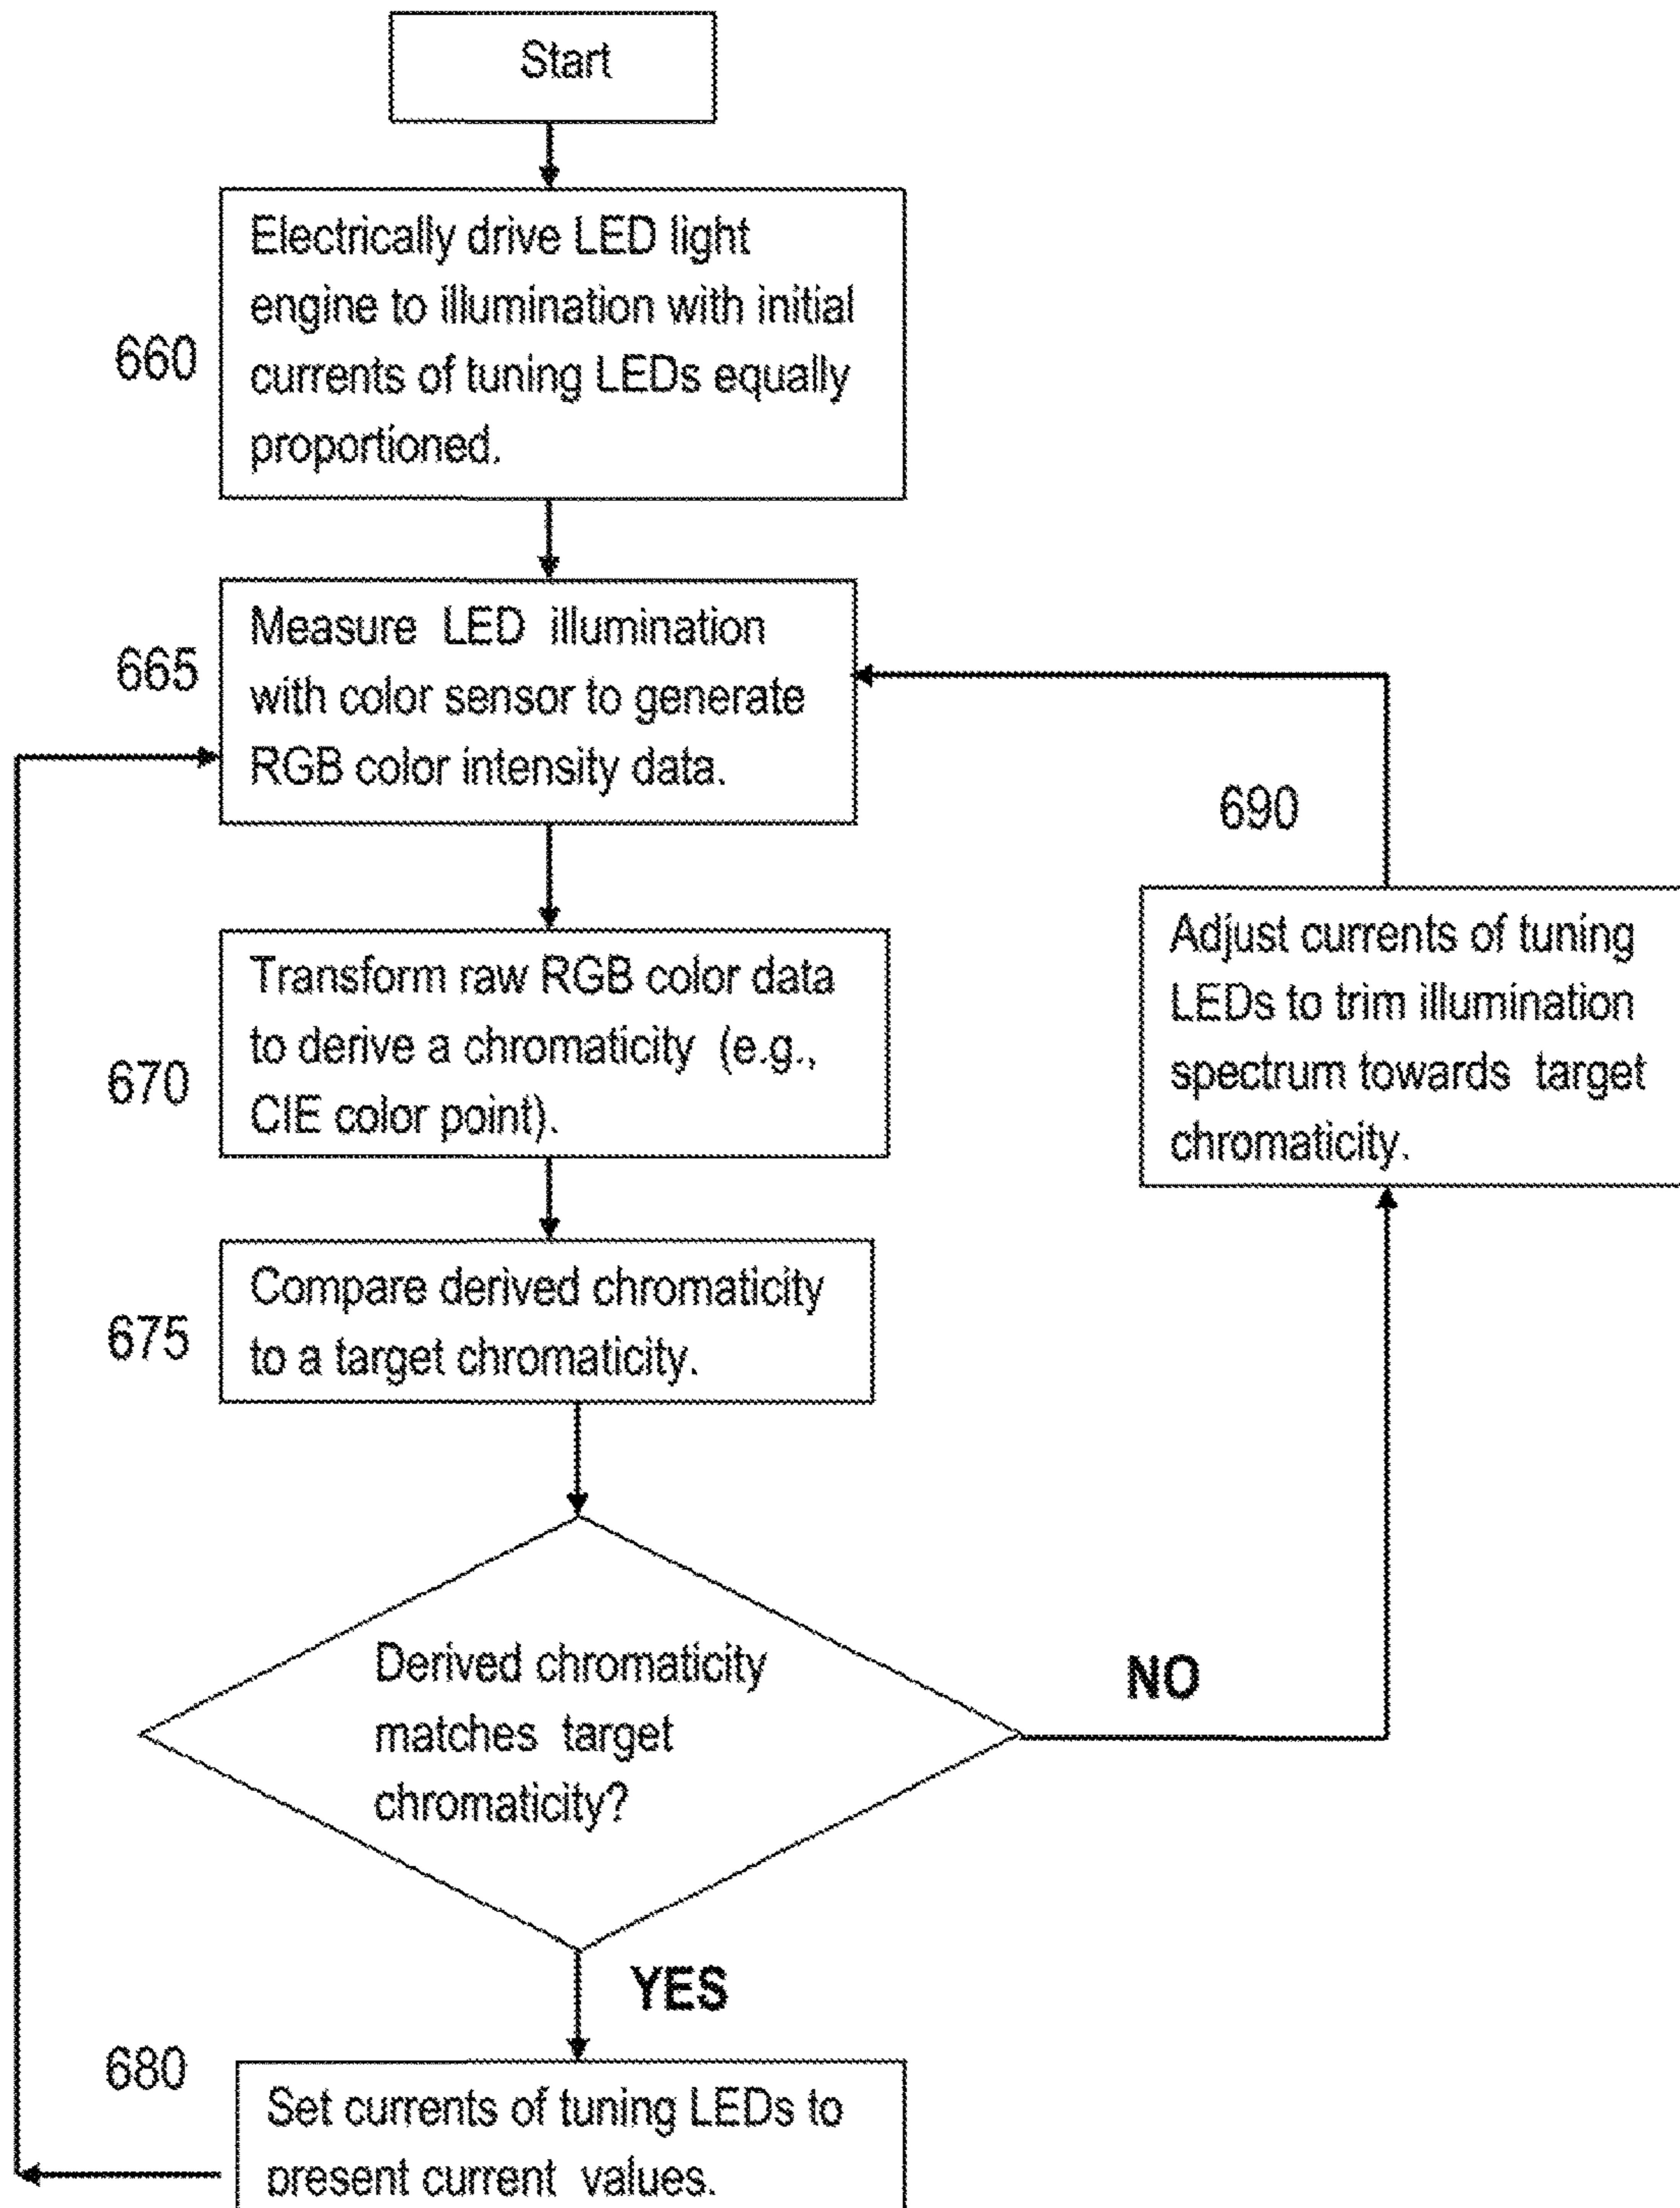 Start
660
Electrically drive LED light
engine to illumination with initial
currents of tuning LEDs equally
proportioned.
665
Measure LED illumination
with color sensor to generate
RGB color intensity data.
690
Adjust currents of tuning
LEDs to trim illumination
spectrum towards target
chromaticity.
670
Transform raw RGB color data
to derive a chromaticity (e.g.,
CIE color point).
675
Compare derived chromaticity
to a target chromaticity.
Derived chromaticity
matches target
chromaticity?
NO
YES
680
Set currents of tuning LEDs to
present current values.